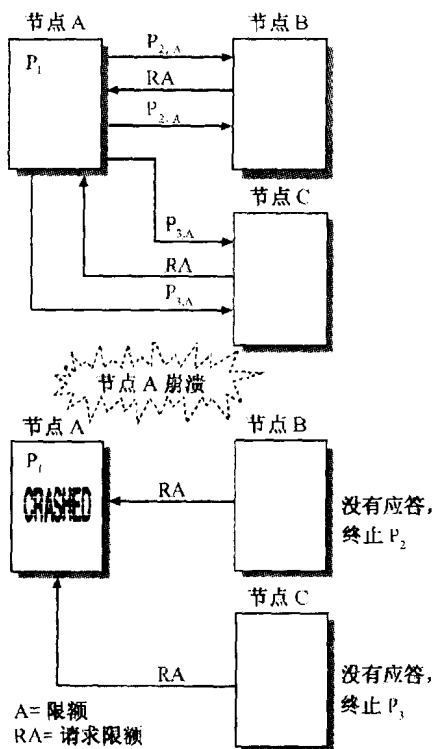 节点 A
节点 B
P₁
P₂,A
RA
P₂,A
节点 C
P₃,A
RA
P₃,A
节点 A 崩溃
节点 A
节点 B
P₁
CRASHED
RA
没有应答,
终止 P₂
节点 C
RA
没有应答,
终止 P₃
A= 限额
RA= 请求限额